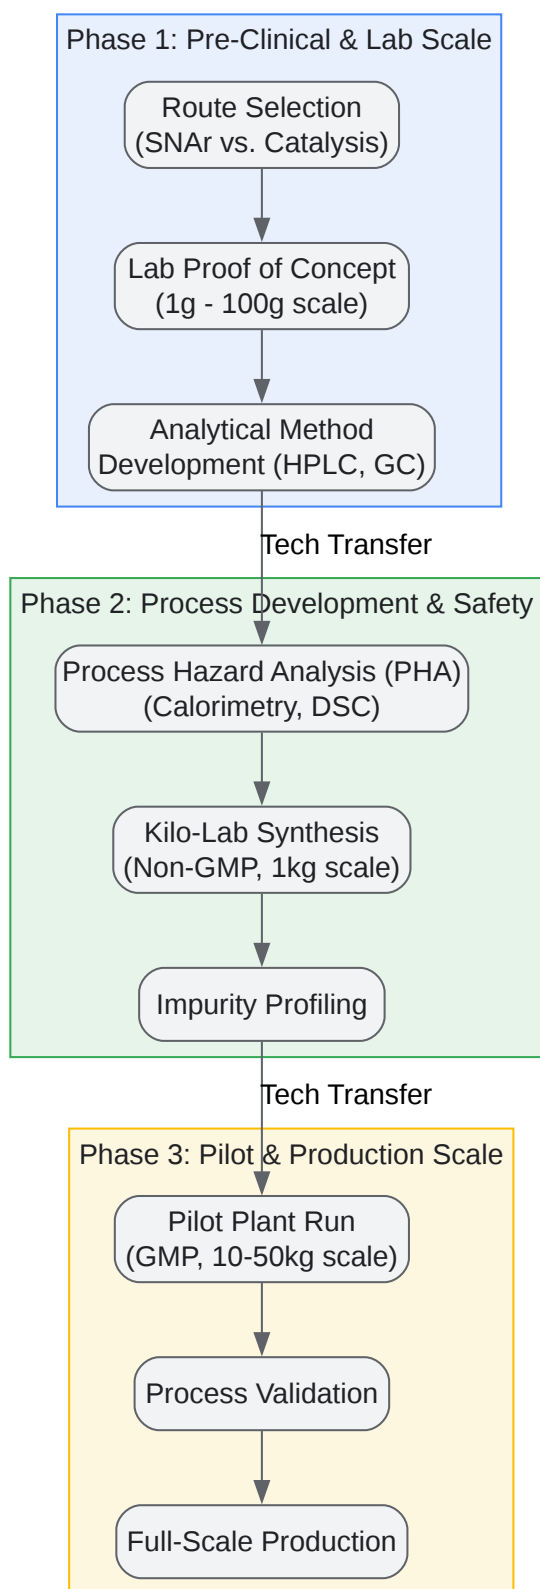 Phase 1: Pre-Clinical & Lab Scale
Route Selection
(SNAr vs. Catalysis)
Lab Proof of Concept
(1g - 100g scale)
Analytical Method
Development (HPLC, GC)
Tech Transfer
Phase 2: Process Development & Safety
Process Hazard Analysis (PHA)
(Calorimetry, DSC)
Kilo-Lab Synthesis
(Non-GMP, 1kg scale)
Impurity Profiling
Tech Transfer
Phase 3: Pilot & Production Scale
Pilot Plant Run
(GMP, 10-50kg scale)
Process Validation
Full-Scale Production